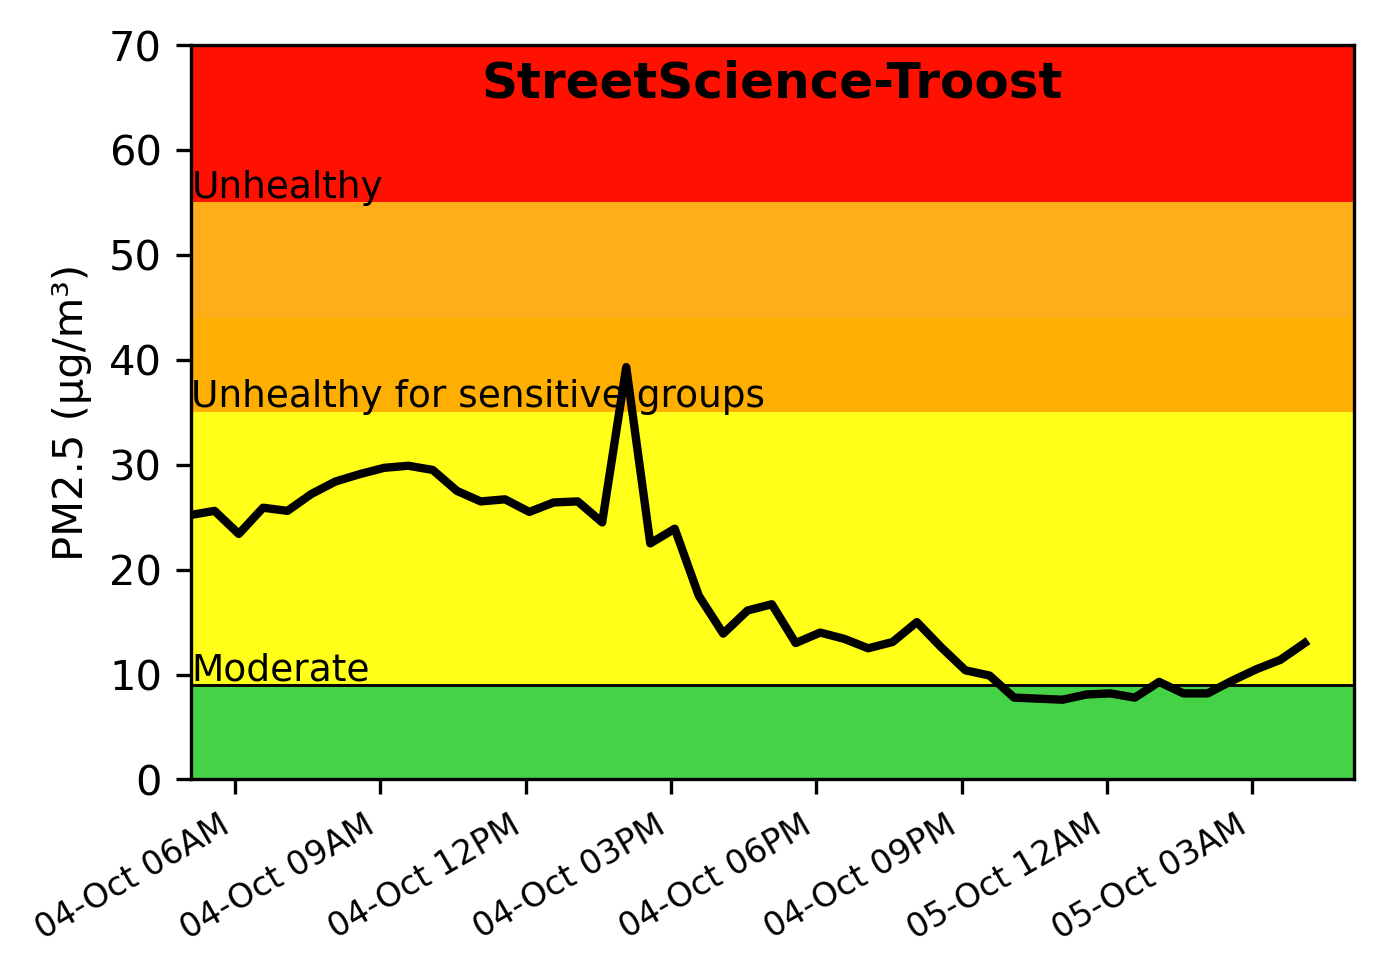 StreetScience-Troost
70
60
50
40
30
20
10
0
PM2.5 (µg/m³)
Unhealthy
Unhealthy for sensitive groups
Moderate
04-Oct 06AM
04-Oct 09AM
04-Oct 12PM
04-Oct 03PM
04-Oct 06PM
04-Oct 09PM
05-Oct 12AM
05-Oct 03AM